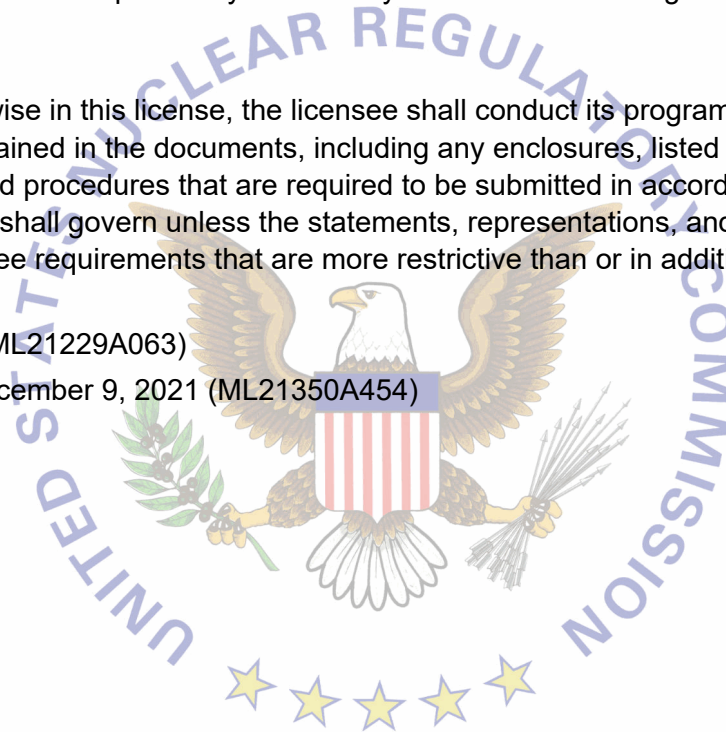 UNITED STATES NUCLEAR REGULATORY COMMISSION
wise in this license, the licensee shall conduct its program
ained in the documents, including any enclosures, listed
d procedures that are required to be submitted in accord
shall govern unless the statements, representations, and
ee requirements that are more restrictive than or in addit
ML21229A063)
cember 9, 2021 (ML21350A454)